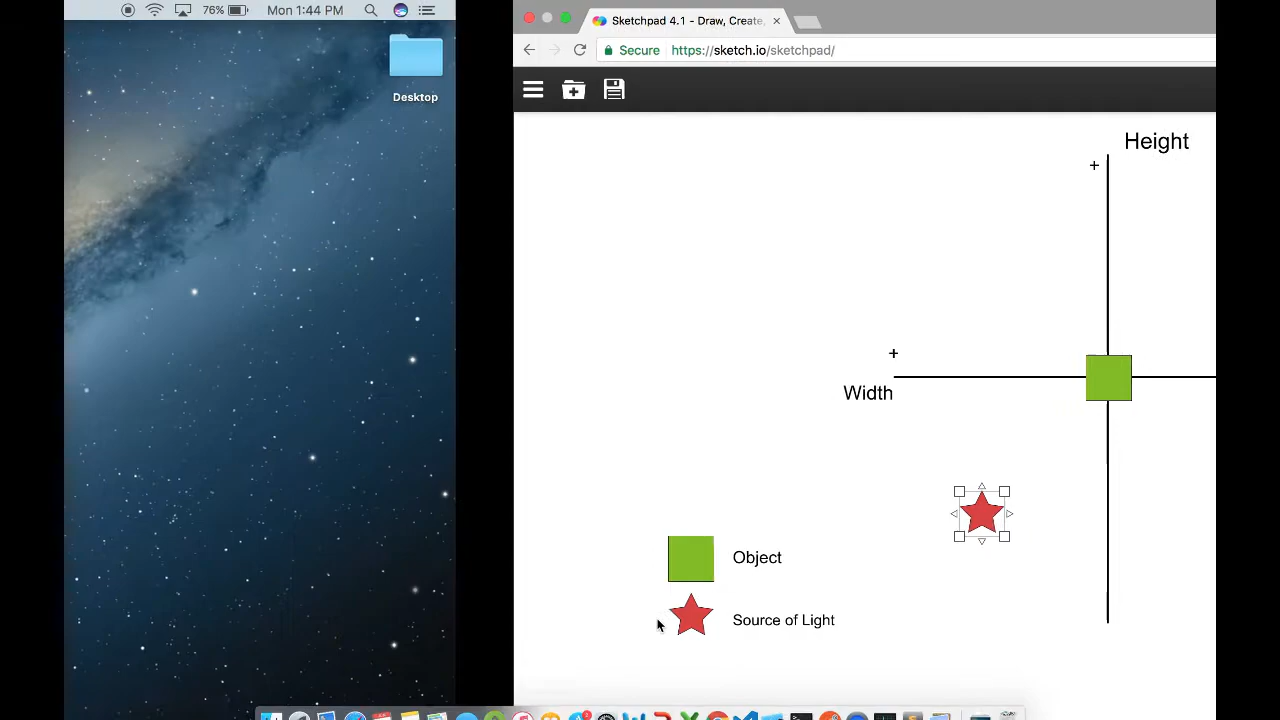 76% Mon 1:44 PM
Desktop
Sketchpad 4.1 - Draw, Create,
Secure https://sketch.io/sketchpad/
Height
+
+
Width
Object
Source of Light